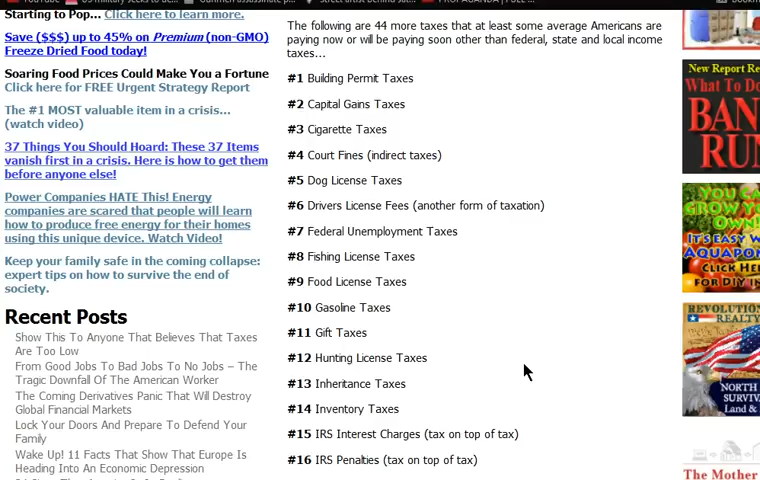 Starting to Pop... Click here to learn more.
Save ($$$) up to 45% on Premium (non-GMO)
Freeze Dried Food today!
Soaring Food Prices Could Make You a Fortune
Click here for FREE Urgent Strategy Report
The #1 MOST valuable item in a crisis...
(watch video)
37 Things You Should Hoard: These 37 Items
vanish first in a crisis. Here is how to get them
before anyone else!
Power Companies HATE This! Energy
companies are scared that people will learn
how to produce free energy for their homes
using this unique device. Watch Video!
Keep your family safe in the coming collapse:
expert tips on how to survive the end of
society.
Recent Posts
Show This To Anyone That Believes That Taxes
Are Too Low
From Good Jobs To Bad Jobs To No Jobs – The
Tragic Downfall Of The American Worker
The Coming Derivatives Panic That Will Destroy
Global Financial Markets
Lock Your Doors And Prepare To Defend Your
Family
Wake Up! 11 Facts That Show That Europe Is
Heading Into An Economic Depression
The following are 44 more taxes that at least some average Americans are
paying now or will be paying soon other than federal, state and local income
taxes...
#1 Building Permit Taxes
#2 Capital Gains Taxes
#3 Cigarette Taxes
#4 Court Fines (indirect taxes)
#5 Dog License Taxes
#6 Drivers License Fees (another form of taxation)
#7 Federal Unemployment Taxes
#8 Fishing License Taxes
#9 Food License Taxes
#10 Gasoline Taxes
#11 Gift Taxes
#12 Hunting License Taxes
#13 Inheritance Taxes
#14 Inventory Taxes
#15 IRS Interest Charges (tax on top of tax)
#16 IRS Penalties (tax on top of tax)
New Report Re
What To Do
BAN
RUN
YOU CA
GROW YO
OWN!
IT'S EASY W
AQUAPON
CLICK HE
FOR DIY IN
REVOLUTION
REALTY
NORTH
SURVIVA
Land &
The Mother